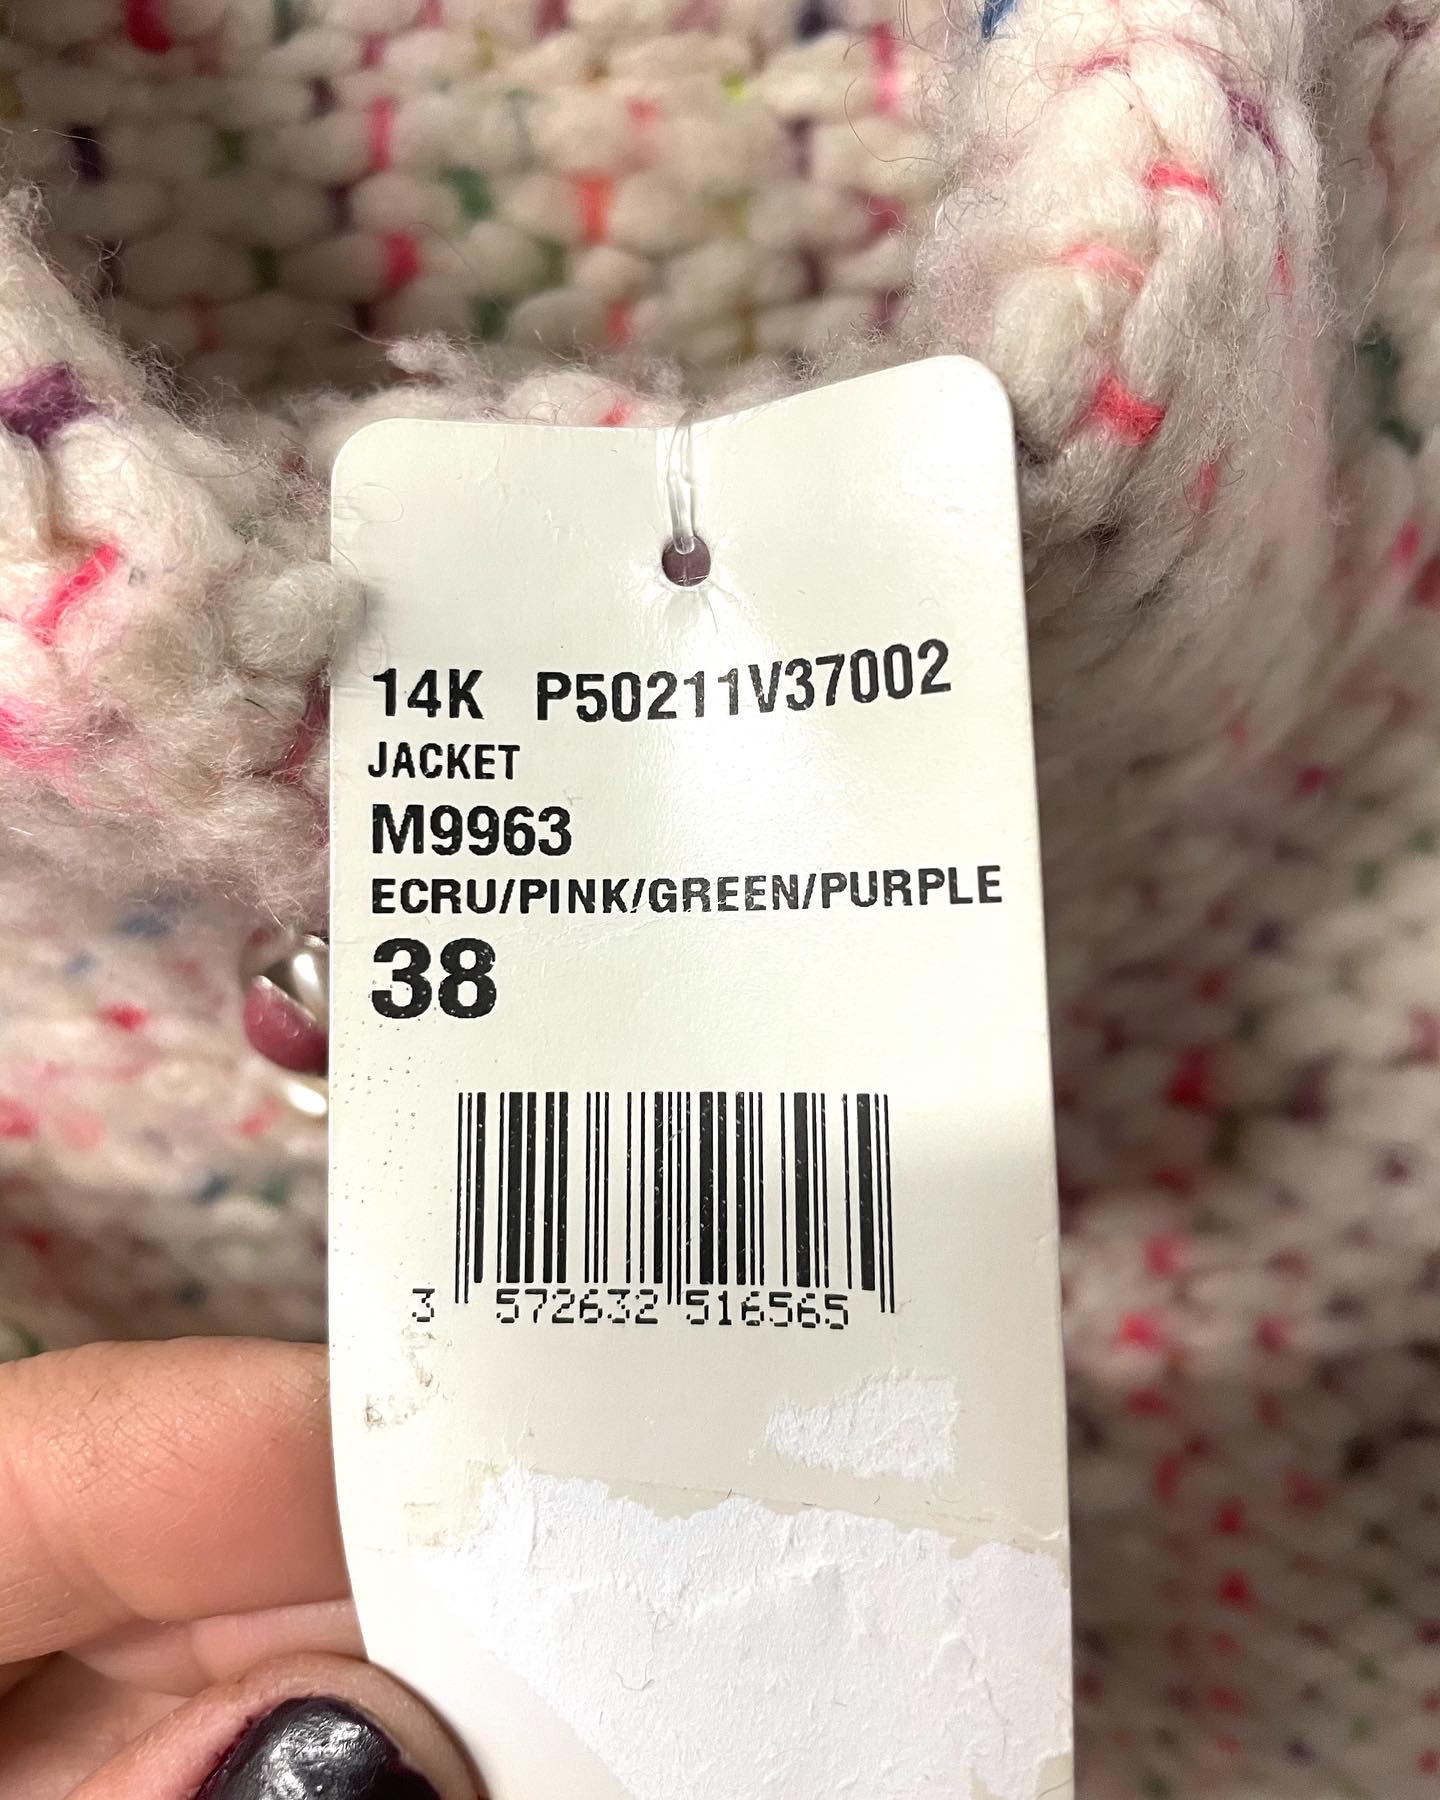 14K P50211V37002
JACKET
M9963
ECRU/PINK/GREEN/PURPLE
38
3 572632 516565